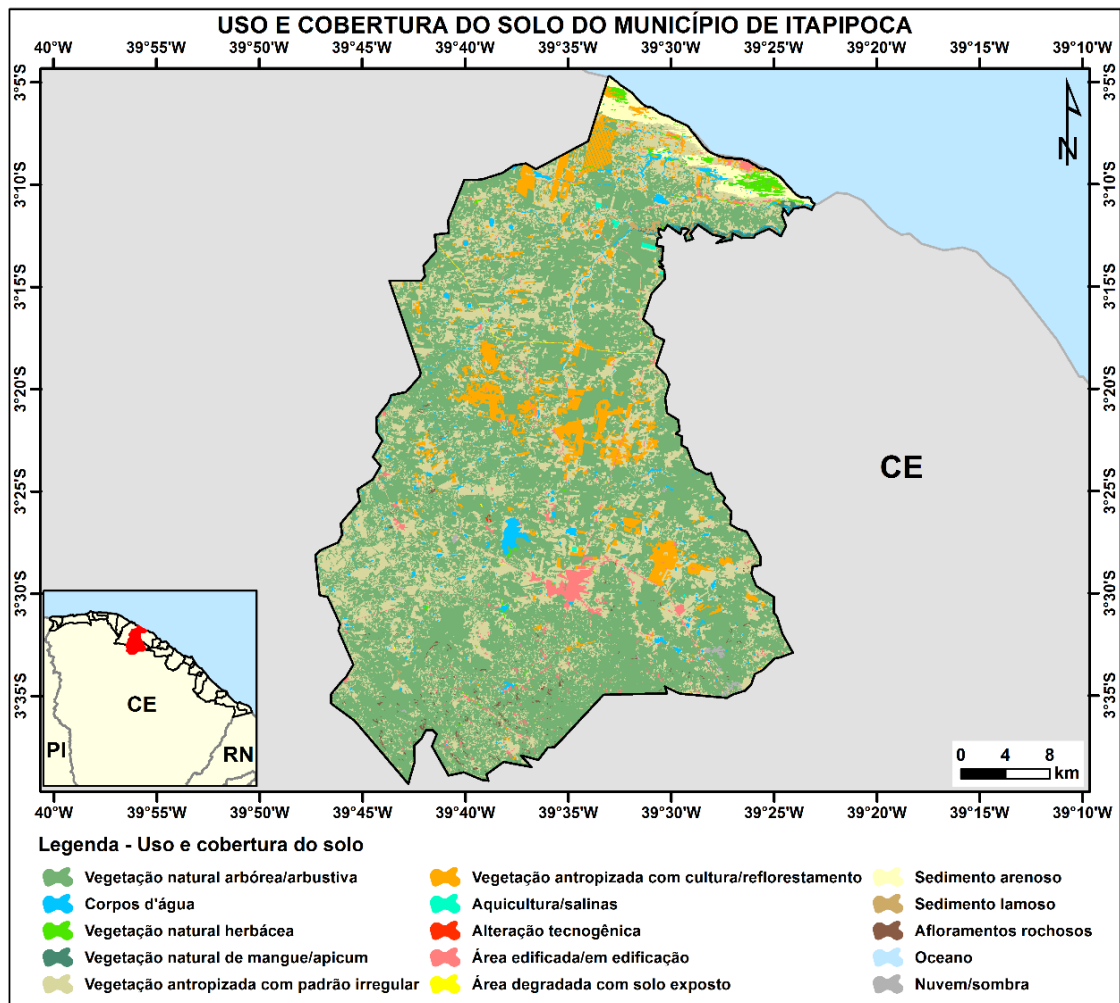 USO E COBERTURA DO SOLO DO MUNICÍPIO DE ITAPIPOCA
40°W 39°55'W 39°50'W 39°45'W 39°40'W 39°35'W 39°30'W 39°25'W 39°20'W 39°15'W 39°10'W
3°5'S 3°5'S
N
3°10'S 3°10'S
3°15'S 3°15'S
3°20'S 3°20'S
CE
3°25'S 3°25'S
3°30'S 3°30'S
3°35'S 3°35'S
CE
PI RN
0 4 8
km
40°W 39°55'W 39°50'W 39°45'W 39°40'W 39°35'W 39°30'W 39°25'W 39°20'W 39°15'W 39°10'W
Legenda - Uso e cobertura do solo
Vegetação natural arbórea/arbustiva
Corpos d'água
Vegetação natural herbácea
Vegetação natural de mangue/apicum
Vegetação antropizada com padrão irregular
Vegetação antropizada com cultura/reflorestamento
Aquicultura/salinas
Alteração tecnogênica
Área edificada/em edificação
Área degradada com solo exposto
Sedimento arenoso
Sedimento lamoso
Afloramentos rochosos
Oceano
Nuvem/sombra